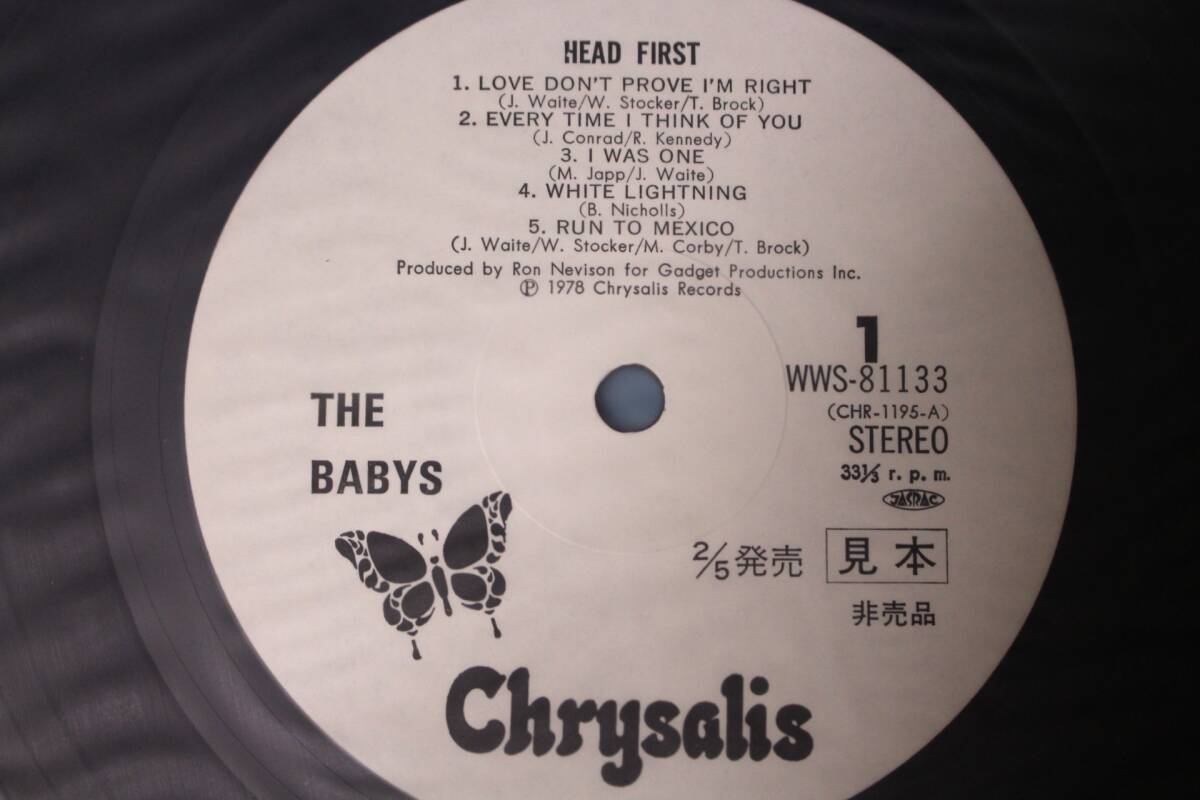 HEAD FIRST
1. LOVE DON'T PROVE I'M RIGHT
(J. Waite/W. Stocker/T. Brock)
2. EVERY TIME I THINK OF YOU
(J. Conrad/R. Kennedy)
3. I WAS ONE
(M. Japp/J. Waite)
4. WHITE LIGHTNING
(B. Nicholls)
5. RUN TO MEXICO
(J. Waite/W. Stocker/M. Corby/T. Brock)
Produced by Ron Nevison for Gadget Productions Inc.
Ⓟ 1978 Chrysalis Records
1
WWS-81133
(CHR-1195-A)
STEREO
33⅓ r. p. m.
JASRAC
THE
BABYS
2/5発売 見本
非売品
Chrysalis